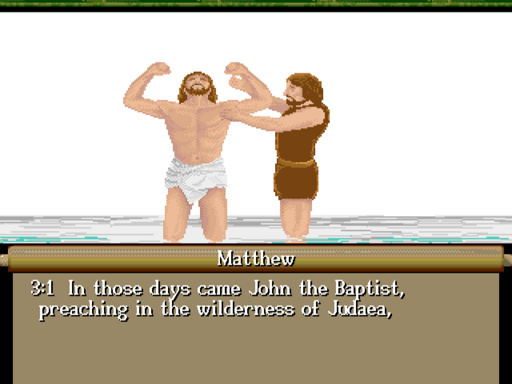 Matthew
3:1 In those days came John the Baptist,
preaching in the wilderness of Judaea,